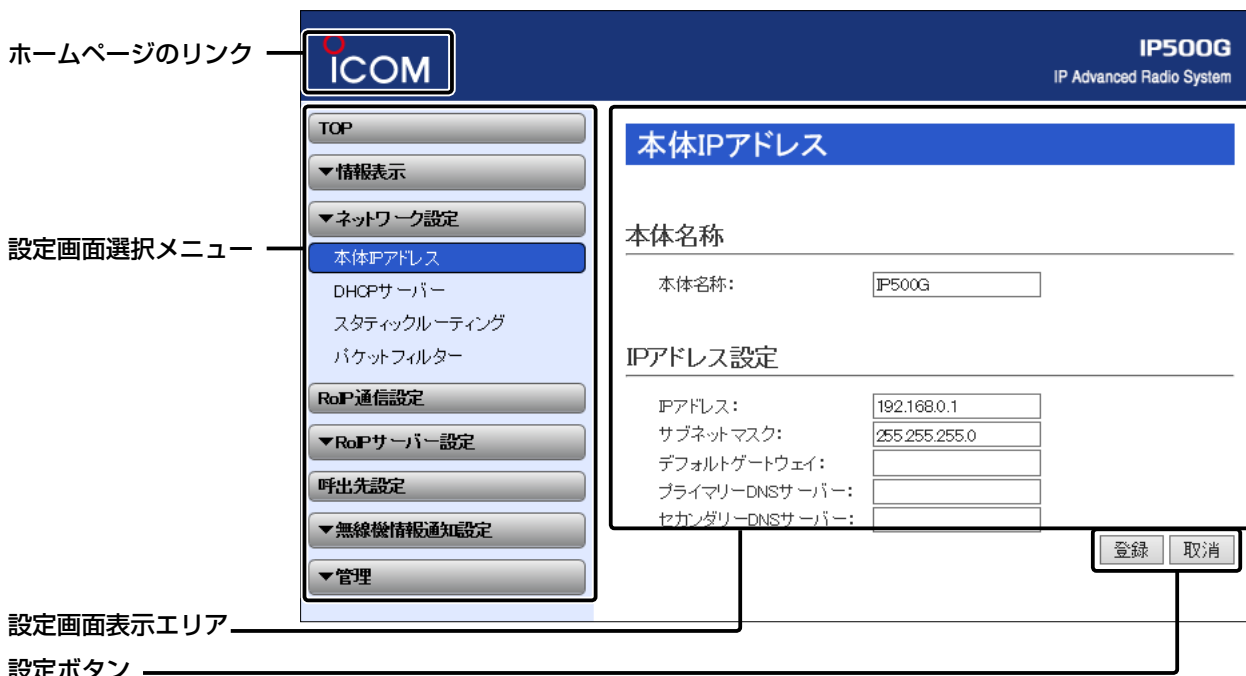 ホームページのリンク
ICOM
IP500G
IP Advanced Radio System
TOP
▼情報表示
▼ネットワーク設定
設定画面選択メニュー
本体IPアドレス
DHCPサーバー
スタティックルーティング
パケットフィルター
RoIP通信設定
▼RoIPサーバー設定
呼出先設定
▼無線機情報通知設定
▼管理
本体IPアドレス
本体名称
本体名称： IP500G
IPアドレス設定
IPアドレス： 192.168.0.1
サブネットマスク： 255.255.255.0
デフォルトゲートウェイ：
プライマリーDNSサーバー：
セカンダリーDNSサーバー：
登録 取消
設定画面表示エリア
設定ボタン